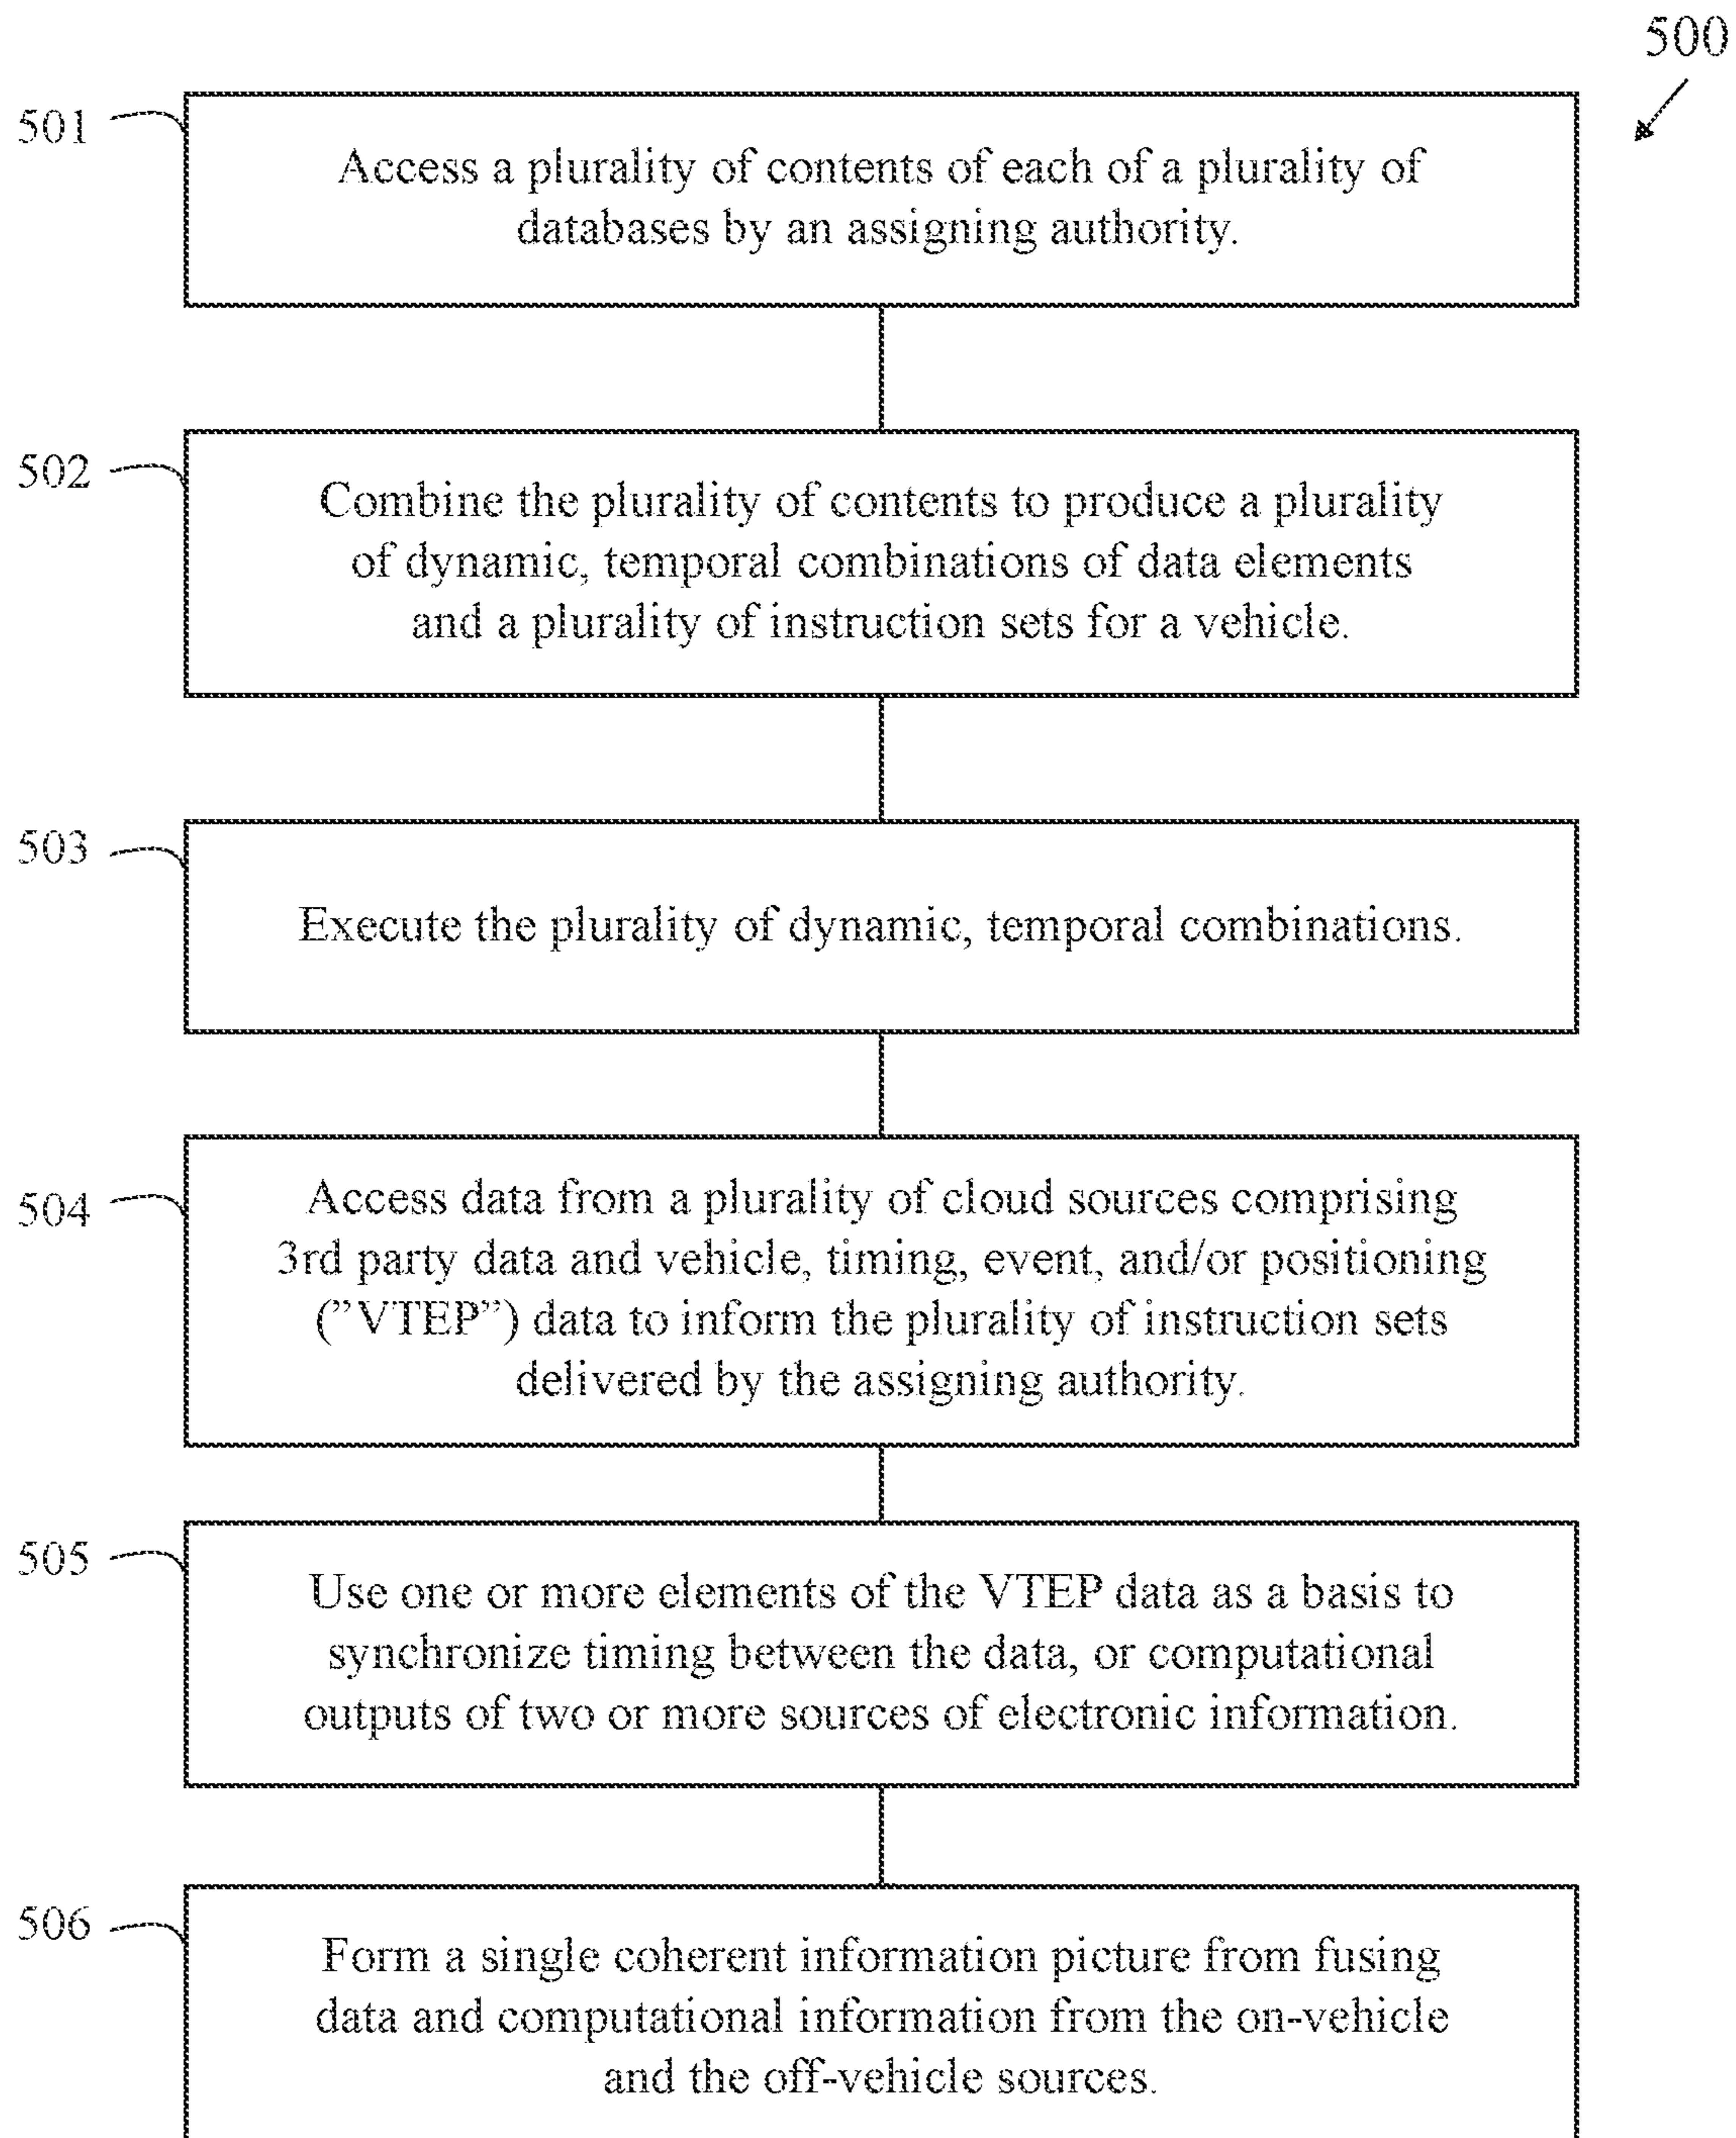 500
501
Access a plurality of contents of each of a plurality of
databases by an assigning authority.
502
Combine the plurality of contents to produce a plurality
of dynamic, temporal combinations of data elements
and a plurality of instruction sets for a vehicle.
503
Execute the plurality of dynamic, temporal combinations.
504
Access data from a plurality of cloud sources comprising
3rd party data and vehicle, timing, event, and/or positioning
(”VTEP”) data to inform the plurality of instruction sets
delivered by the assigning authority.
505
Use one or more elements of the VTEP data as a basis to
synchronize timing between the data, or computational
outputs of two or more sources of electronic information.
506
Form a single coherent information picture from fusing
data and computational information from the on-vehicle
and the off-vehicle sources.